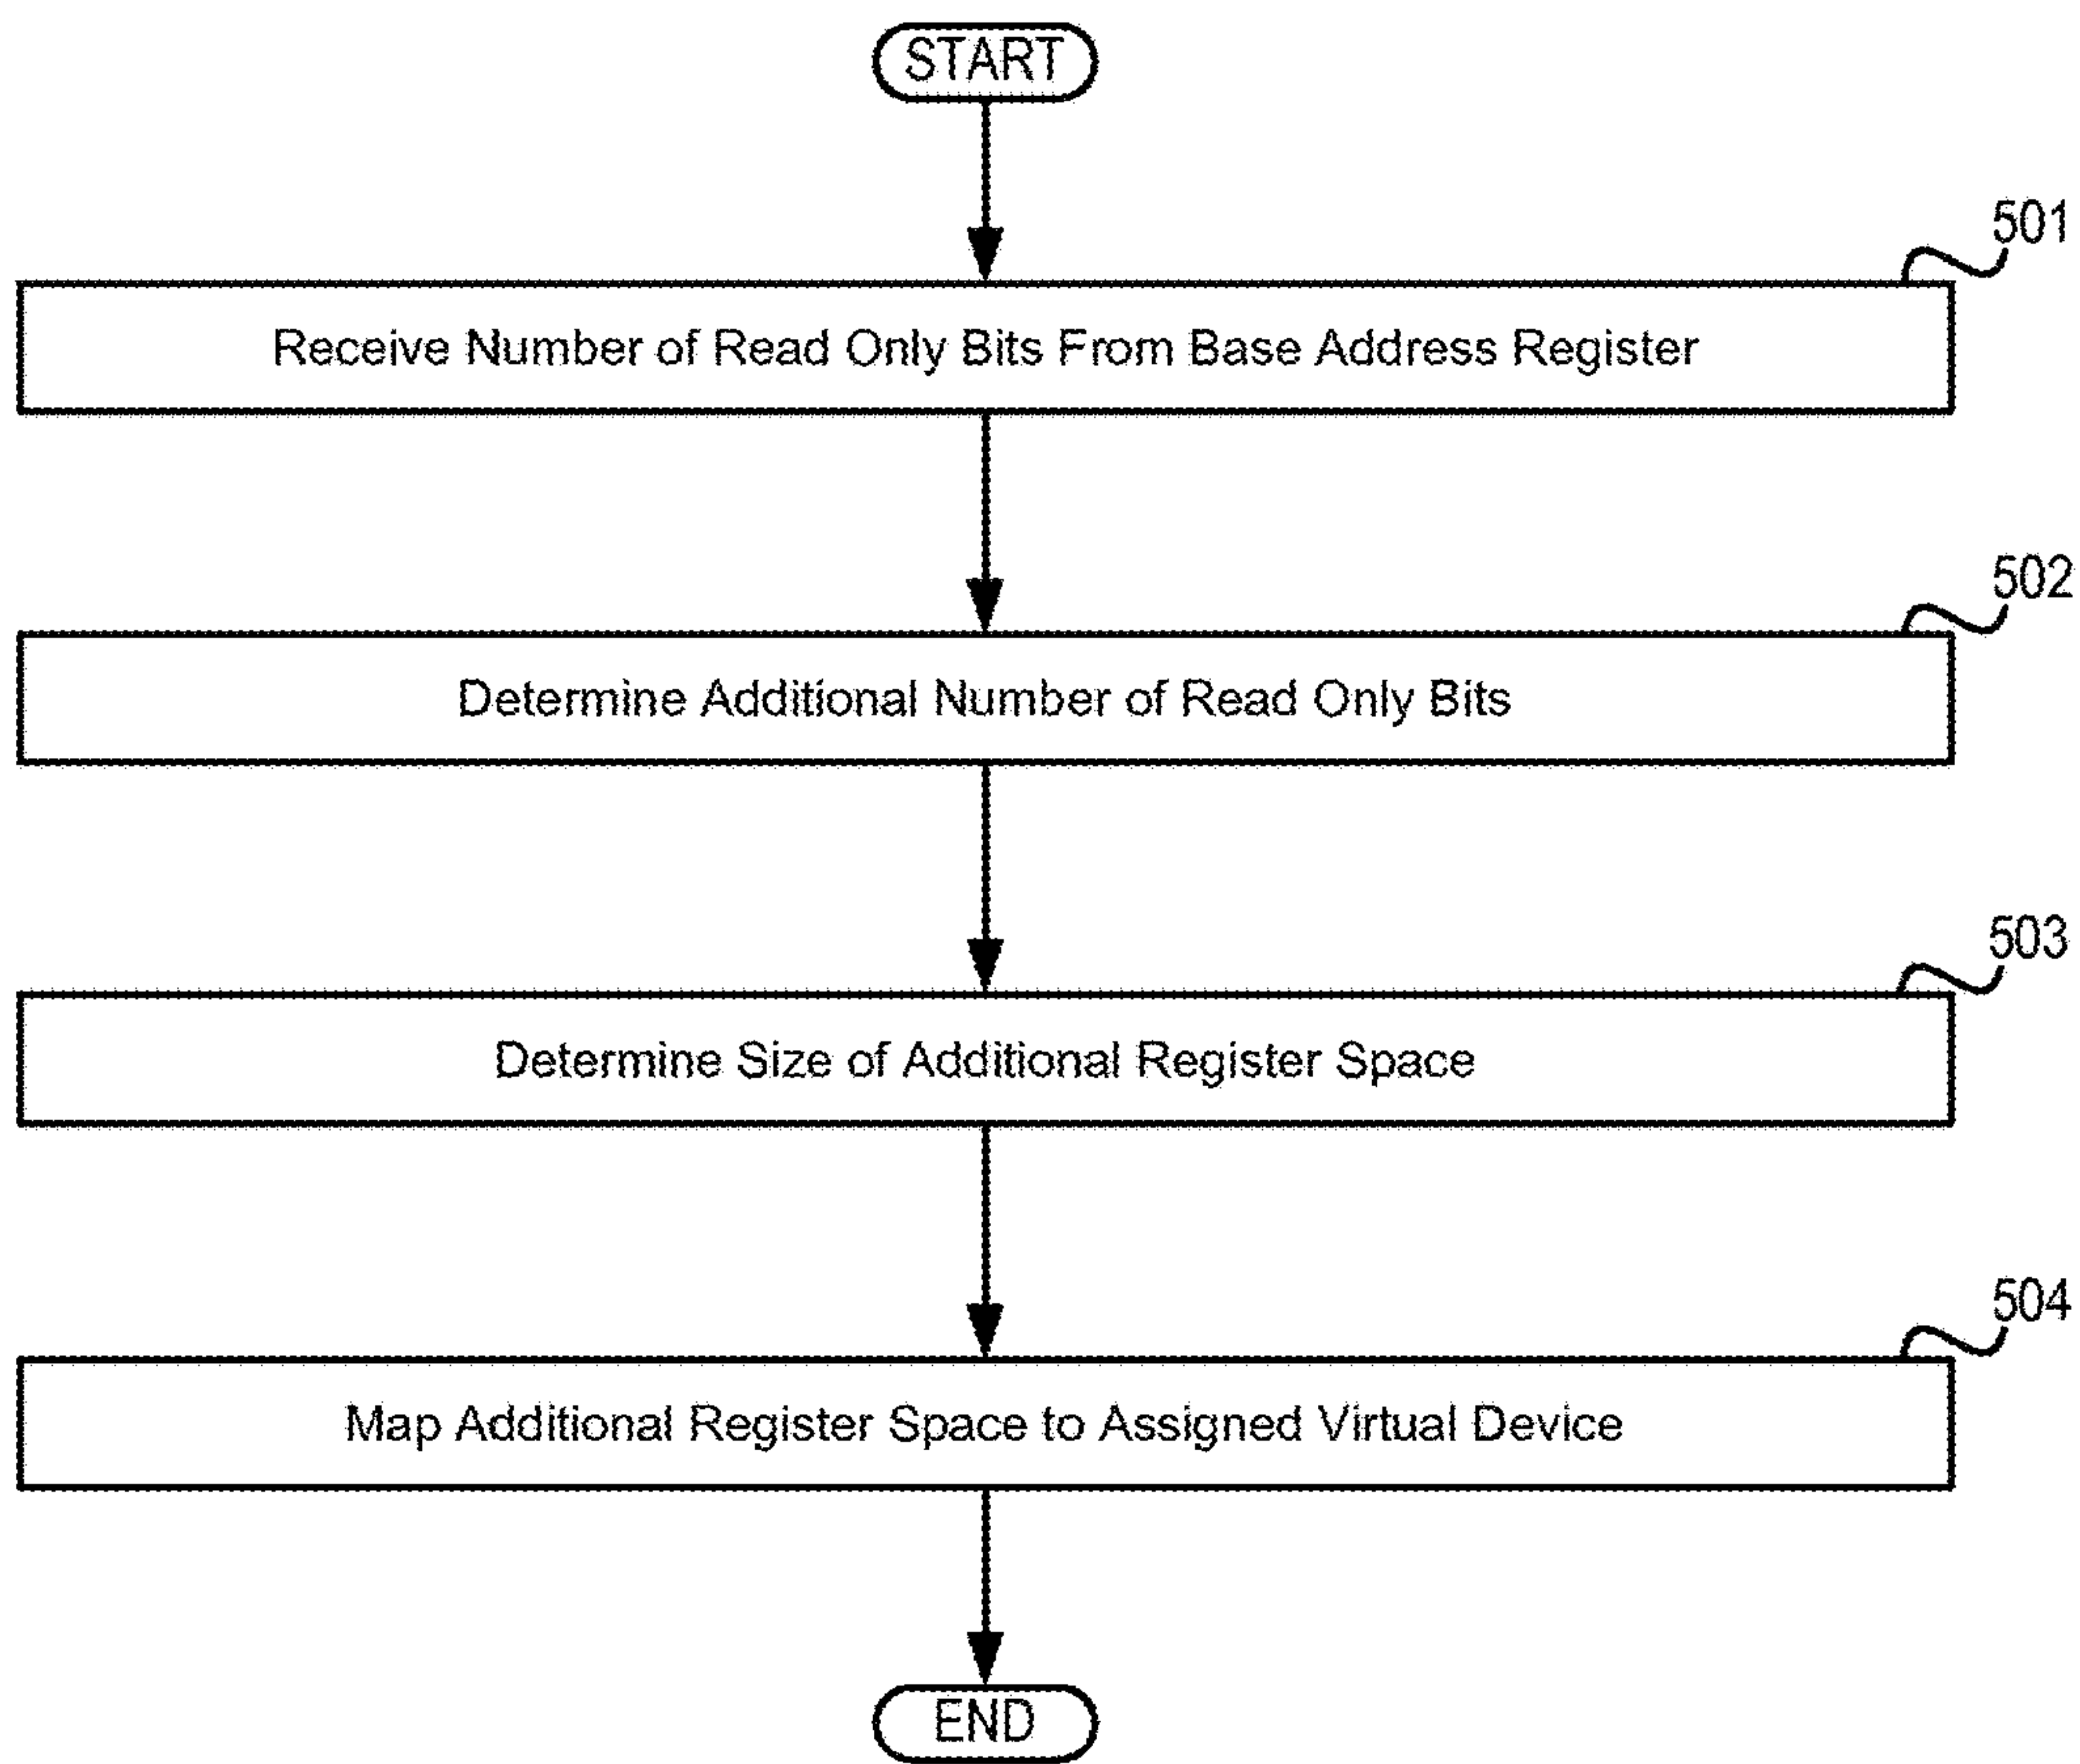 START
501
Receive Number of Read Only Bits From Base Address Register
502
Determine Additional Number of Read Only Bits
503
Determine Size of Additional Register Space
504
Map Additional Register Space to Assigned Virtual Device
END